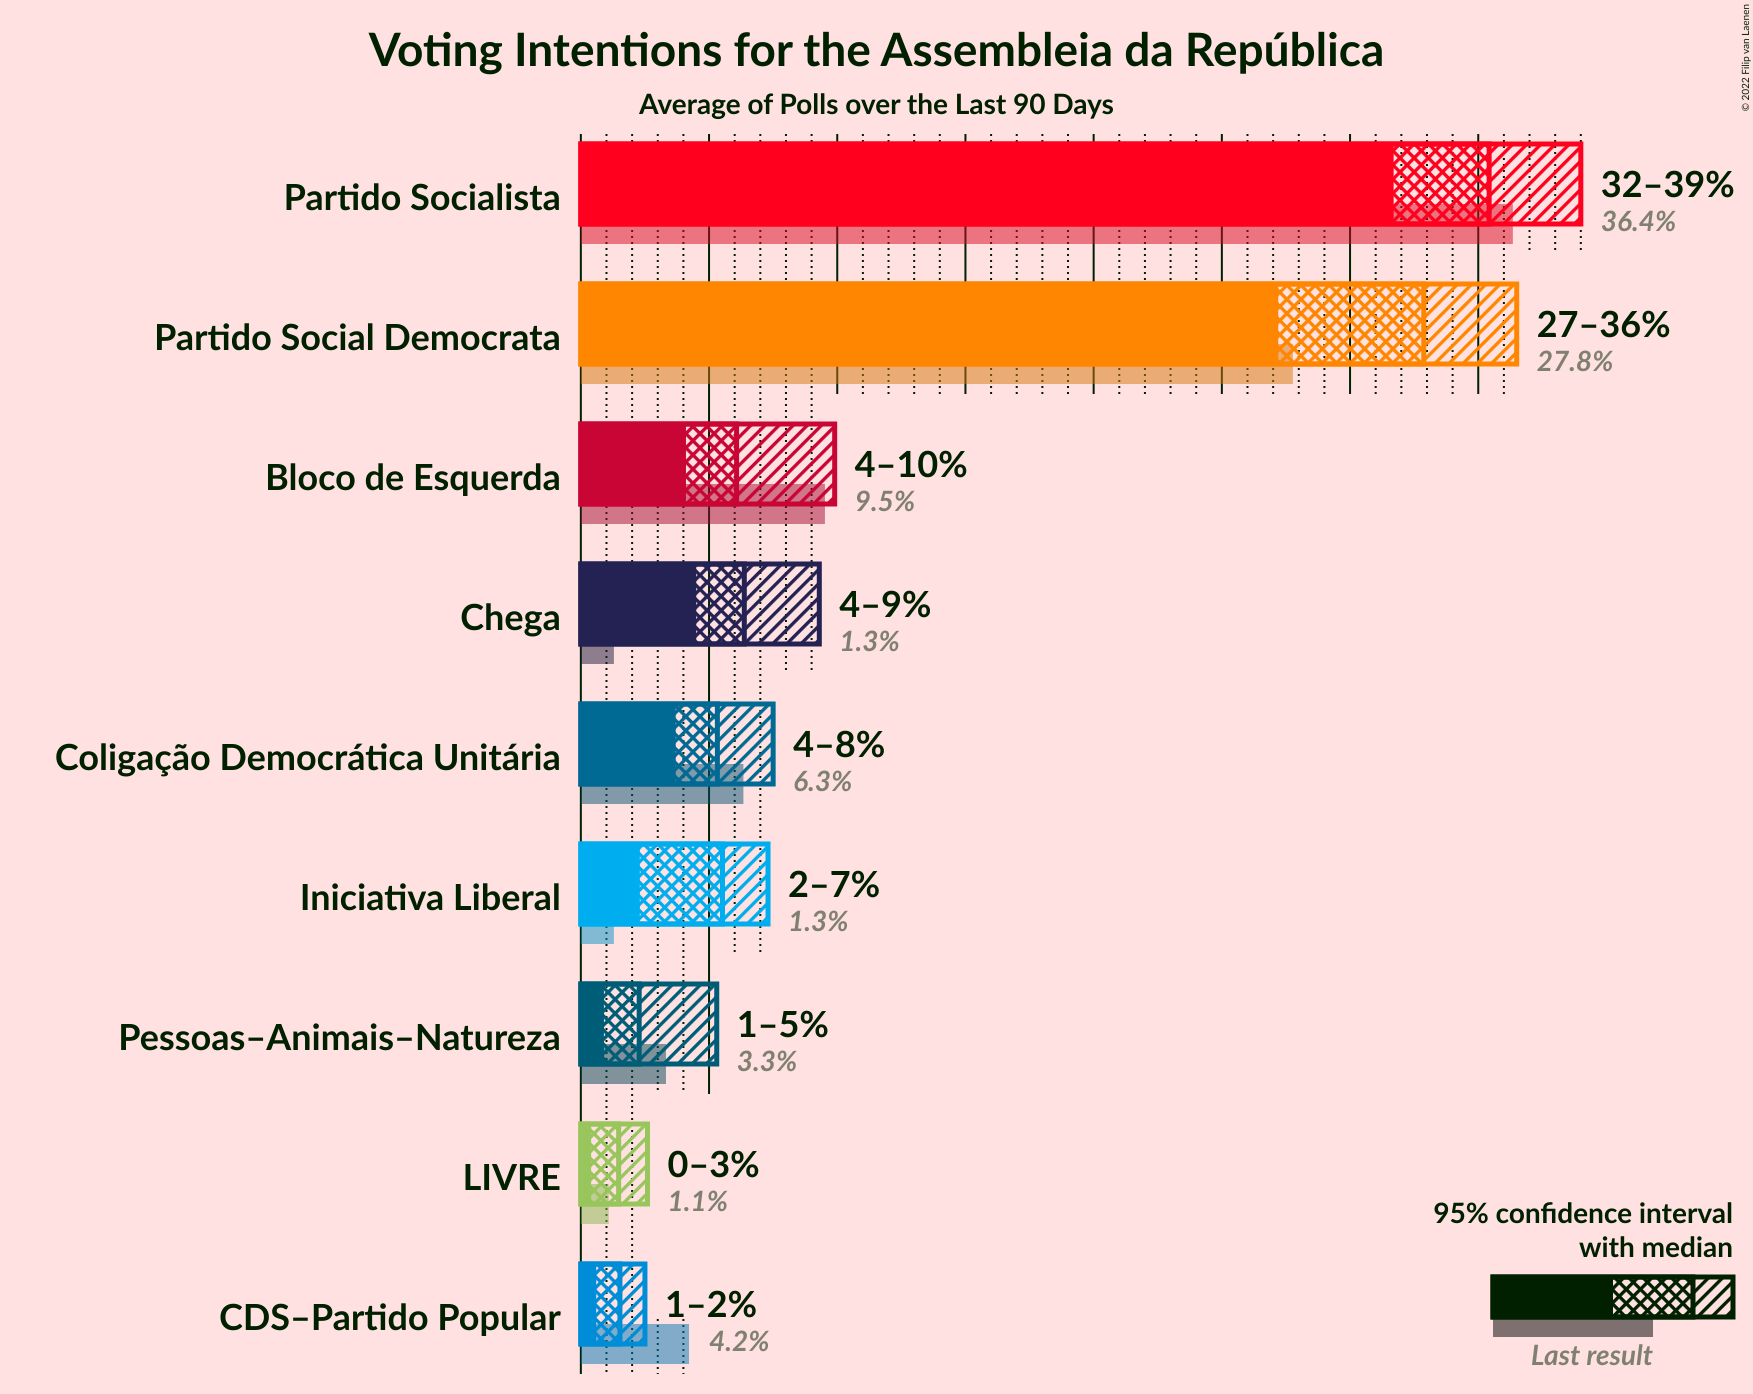 Voting Intentions for the Assembleia da República
Average of Polls over the Last 90 Days
© 2022 Filip van Laenen
Partido Socialista
32–39%
36.4%
Partido Social Democrata
27–36%
27.8%
Bloco de Esquerda
4–10%
9.5%
Chega
4–9%
1.3%
Coligação Democrática Unitária
4–8%
6.3%
Iniciativa Liberal
2–7%
1.3%
Pessoas–Animais–Natureza
1–5%
3.3%
LIVRE
0–3%
1.1%
CDS–Partido Popular
1–2%
4.2%
95% confidence interval
with median
Last result